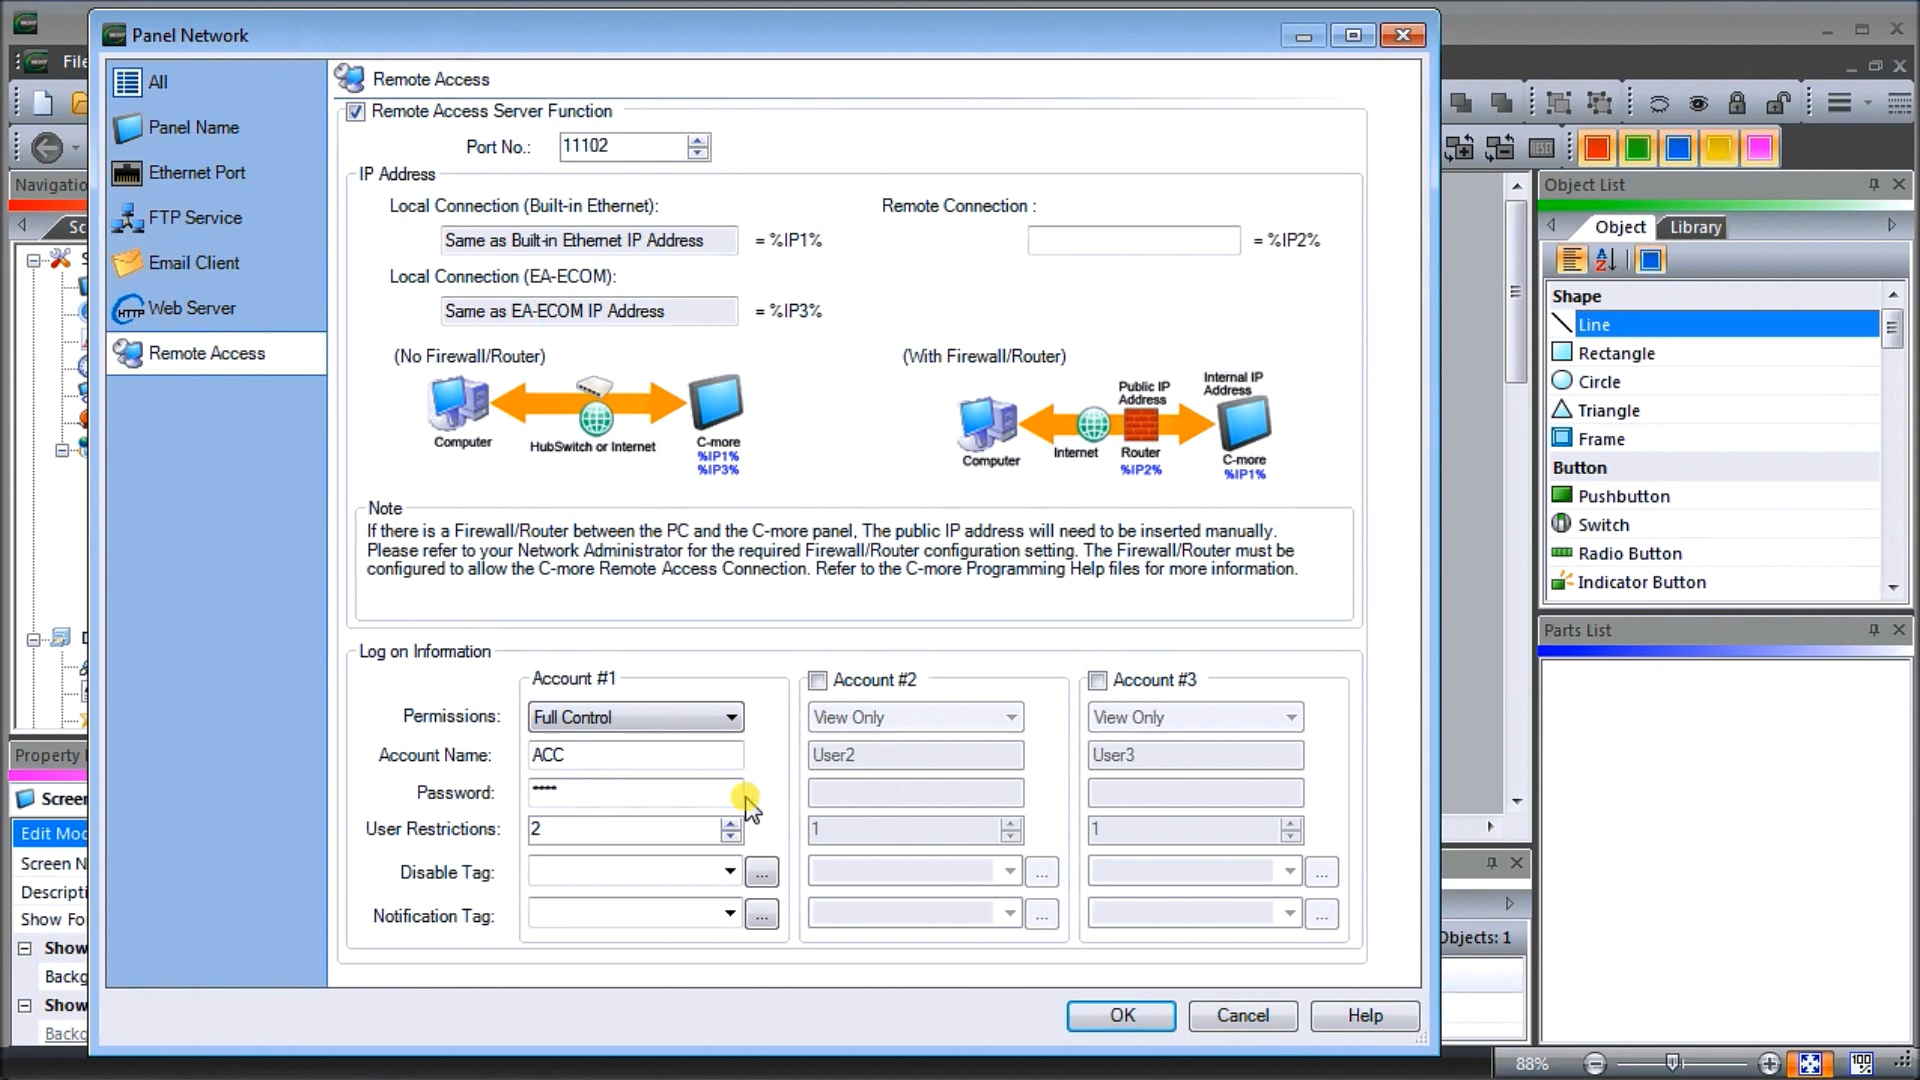 Panel Network
File
All
Panel Name
Ethernet Port
FTP Service
Email Client
HTTP
Web Server
Remote Access
Remote Access
Remote Access Server Function
Port No.: 11102
IP Address
Local Connection (Built-in Ethernet):
Same as Built-in Ethernet IP Address = %IP1%
Local Connection (EA-ECOM):
Same as EA-ECOM IP Address = %IP3%
Remote Connection :
= %IP2%
(No Firewall/Router)
Computer
HubSwitch or Internet
C-more
%IP1%
%IP3%
(With Firewall/Router)
Computer
Internet
Public IP
Address
Router
%IP2%
Internal IP
Address
C-more
%IP1%
Note
If there is a Firewall/Router between the PC and the C-more panel, The public IP address will need to be inserted manually.
Please refer to your Network Administrator for the required Firewall/Router configuration setting. The Firewall/Router must be
configured to allow the C-more Remote Access Connection. Refer to the C-more Programming Help files for more information.
Log on Information
Account #1 Account #2 Account #3
Permissions: Full Control View Only View Only
Account Name: ACC User2 User3
Password: ****
User Restrictions: 2 1 1
Disable Tag: ... ... ...
Notification Tag: ... ... ...
OK Cancel Help
Navigatio
Sc
Property
Screen
Edit Mod
Screen N
Descripti
Show Fo
Show
Backg
Show
Backg
RESET
Object List
Object Library
Shape
Line
Rectangle
Circle
Triangle
Frame
Button
Pushbutton
Switch
Radio Button
Indicator Button
Parts List
Objects: 1
88%
100